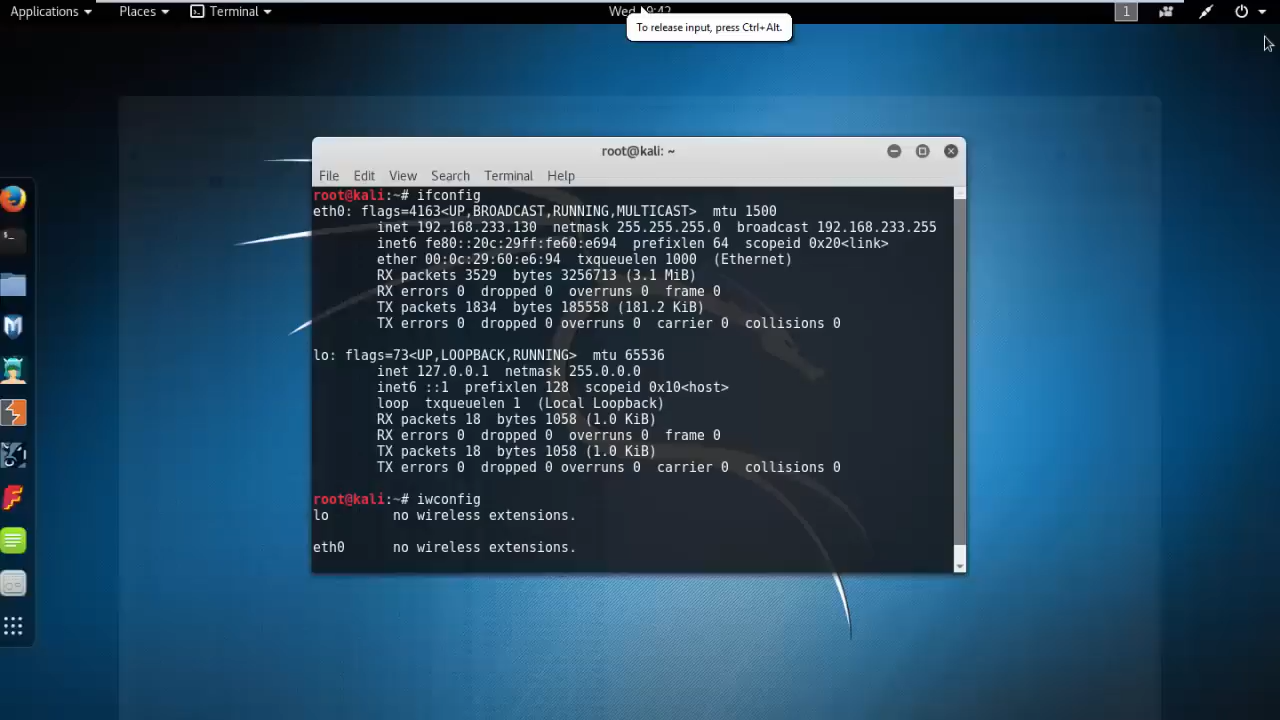 Applications Places Terminal Wed 9:42 1
To release input, press Ctrl+Alt.
root@kali: ~
File Edit View Search Terminal Help
root@kali:~# ifconfig
eth0: flags=4163<UP,BROADCAST,RUNNING,MULTICAST> mtu 1500
inet 192.168.233.130 netmask 255.255.255.0 broadcast 192.168.233.255
inet6 fe80::20c:29ff:fe60:e694 prefixlen 64 scopeid 0x20<link>
ether 00:0c:29:60:e6:94 txqueuelen 1000 (Ethernet)
RX packets 3529 bytes 3256713 (3.1 MiB)
RX errors 0 dropped 0 overruns 0 frame 0
TX packets 1834 bytes 185558 (181.2 KiB)
TX errors 0 dropped 0 overruns 0 carrier 0 collisions 0
lo: flags=73<UP,LOOPBACK,RUNNING> mtu 65536
inet 127.0.0.1 netmask 255.0.0.0
inet6 ::1 prefixlen 128 scopeid 0x10<host>
loop txqueuelen 1 (Local Loopback)
RX packets 18 bytes 1058 (1.0 KiB)
RX errors 0 dropped 0 overruns 0 frame 0
TX packets 18 bytes 1058 (1.0 KiB)
TX errors 0 dropped 0 overruns 0 carrier 0 collisions 0
root@kali:~# iwconfig
lo no wireless extensions.
eth0 no wireless extensions.